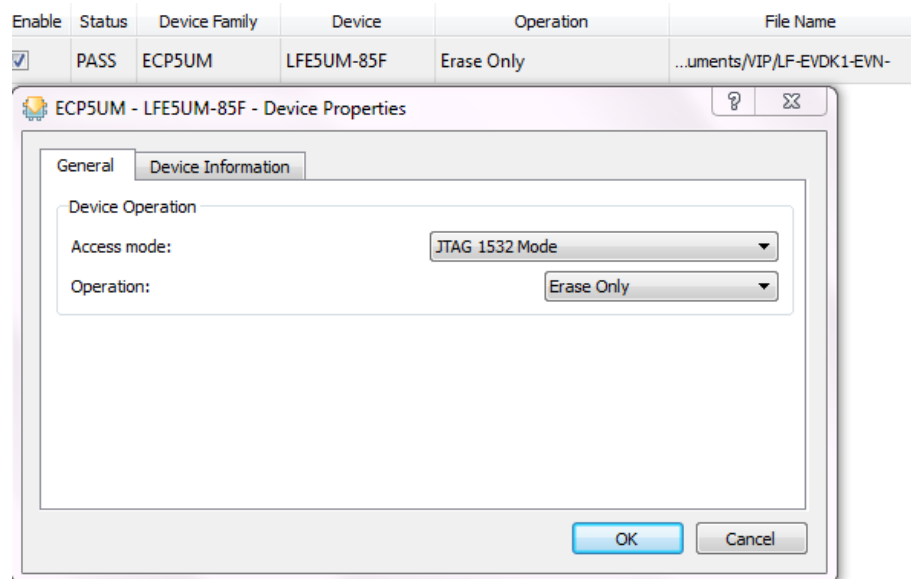 Enable Status Device Family Device Operation File Name
PASS ECP5UM LFE5UM-85F Erase Only ...uments/VIP/LF-EVDK1-EVN-
ECP5UM - LFE5UM-85F - Device Properties
General Device Information
Device Operation
Access mode: JTAG 1532 Mode
Operation: Erase Only
OK Cancel